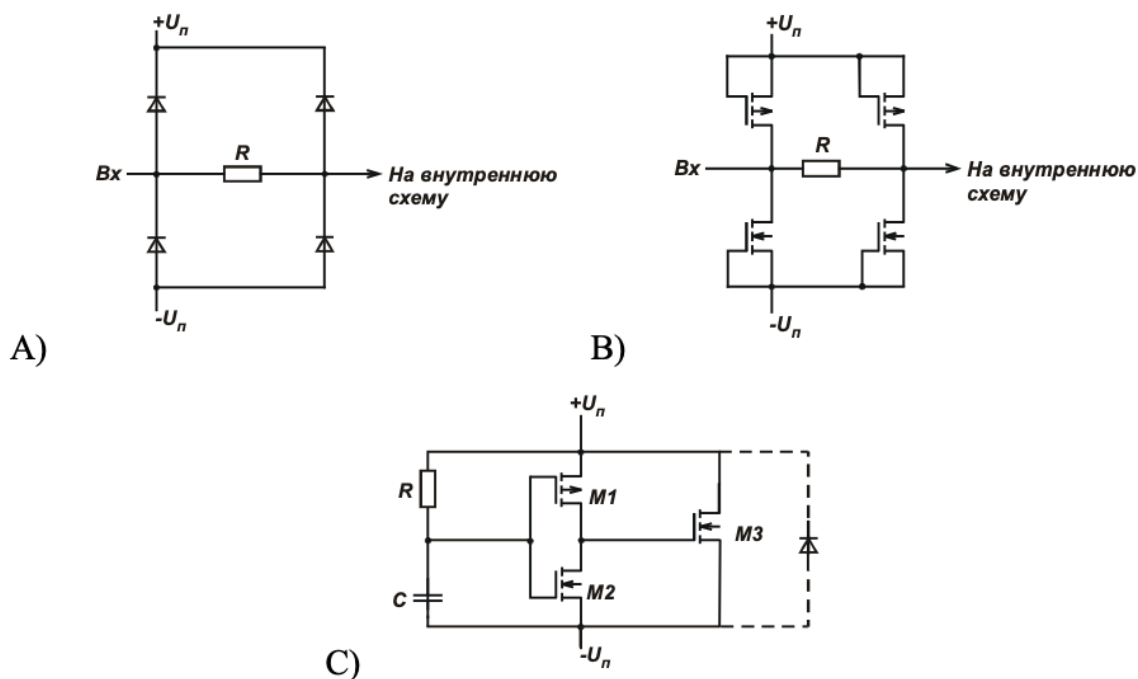 +Uп
+Uп
R
R
Вх
На внутреннюю
схему
Вх
На внутреннюю
схему
-Uп
-Uп
A)
B)
+Uп
R
M1
M3
M2
C
-Uп
C)